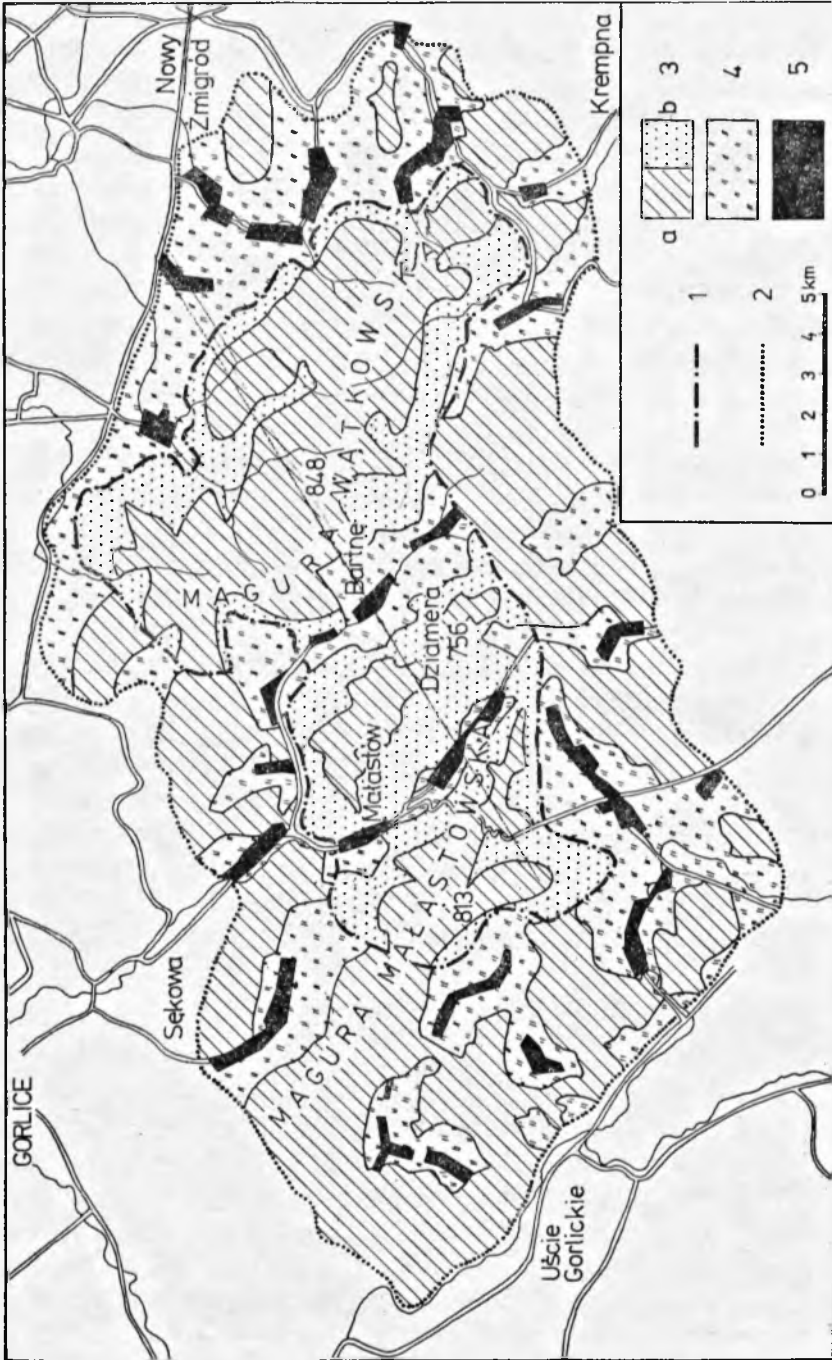 GORLICE
Sękowa
Nowy
Żmigród
MAGURA WĄTKOWS
848
Bartne
Dziamera
756
Małastów
MAGURA MAŁASTOWSKA
813
Uście
Gorlickie
Krempna
1
2
a b 3
4
5
0 1 2 3 4 5km